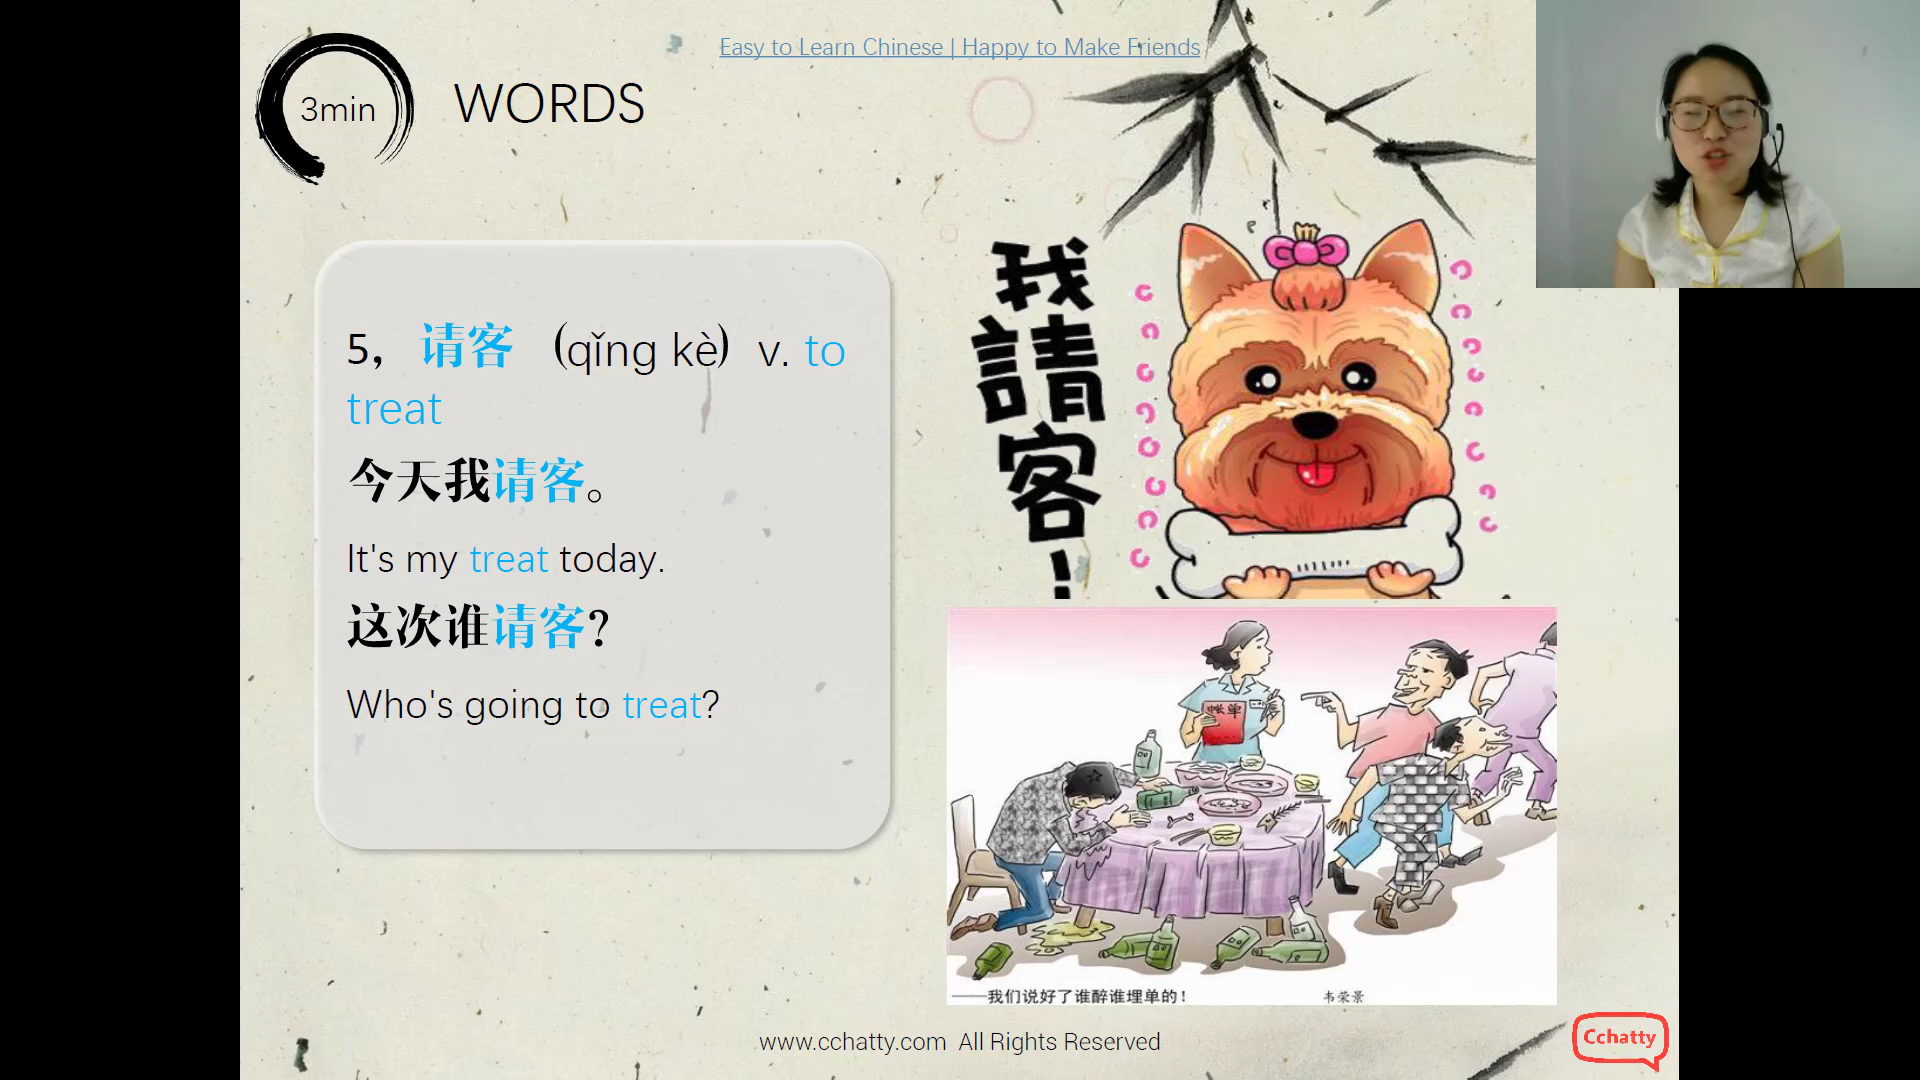 Easy to Learn Chinese | Happy to Make Friends
3min
WORDS
5，请客（qǐng kè）v. to
treat
今天我请客。
It's my treat today.
这次谁请客？
Who's going to treat?
我請客！
帐单
——我们说好了谁醉谁埋单的！
韦荣景
www.cchatty.com All Rights Reserved
Cchatty